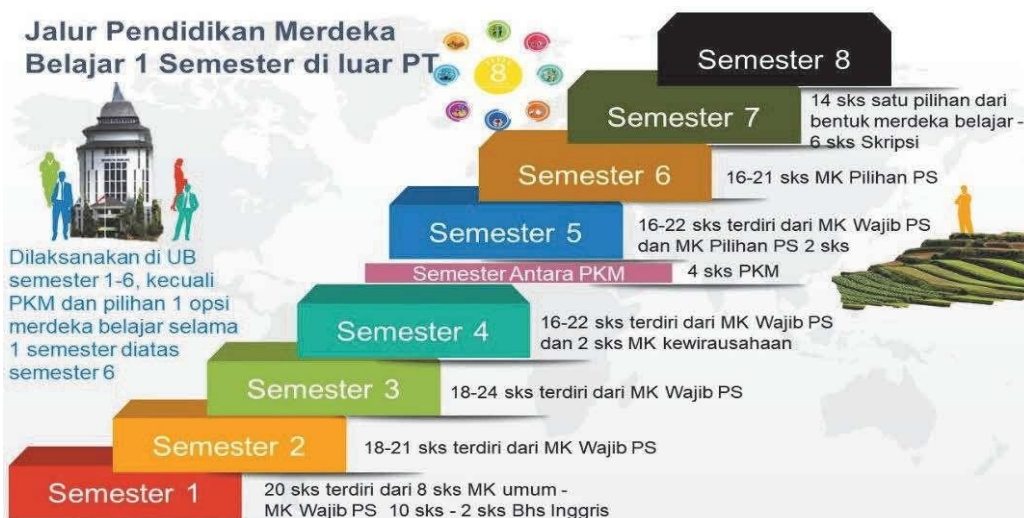 Jalur Pendidikan Merdeka
Belajar 1 Semester di luar PT
8
Semester 8
Semester 7
14 sks satu pilihan dari
bentuk merdeka belajar -
6 sks Skripsi
Semester 6
16-21 sks MK Pilihan PS
Semester 5
16-22 sks terdiri dari MK Wajib PS
dan MK Pilihan PS 2 sks
Semester Antara PKM
4 sks PKM
Dilaksanakan di UB
semester 1-6, kecuali
PKM dan pilihan 1 opsi
merdeka belajar selama
1 semester diatas
semester 6
Semester 4
16-22 sks terdiri dari MK Wajib PS
dan 2 sks MK kewirausahaan
Semester 3
18-24 sks terdiri dari MK Wajib PS
Semester 2
18-21 sks terdiri dari MK Wajib PS
Semester 1
20 sks terdiri dari 8 sks MK umum -
MK Wajib PS 10 sks - 2 sks Bhs Inggris